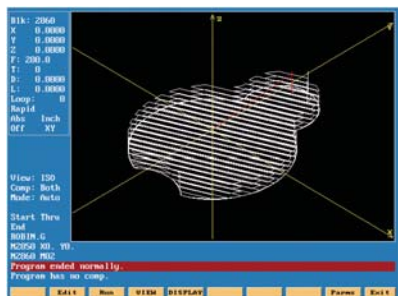 Blk: 2060
X 0.0000
Y 0.0000
Z 0.0000
F: 200.0
T: 0
D: 0.0000
L: 0.0000
Loop: 0
Rapid
Abs Inch
Off XY
View: ISO
Comp: Both
Mode: Auto
Start Thru
End
ROBIN.G
N2050 X0. Y0.
N2060 M02
Program ended normally.
Program has no comp.
Z
Y
X
Edit Run VIEW DISPLAY Parms Exit